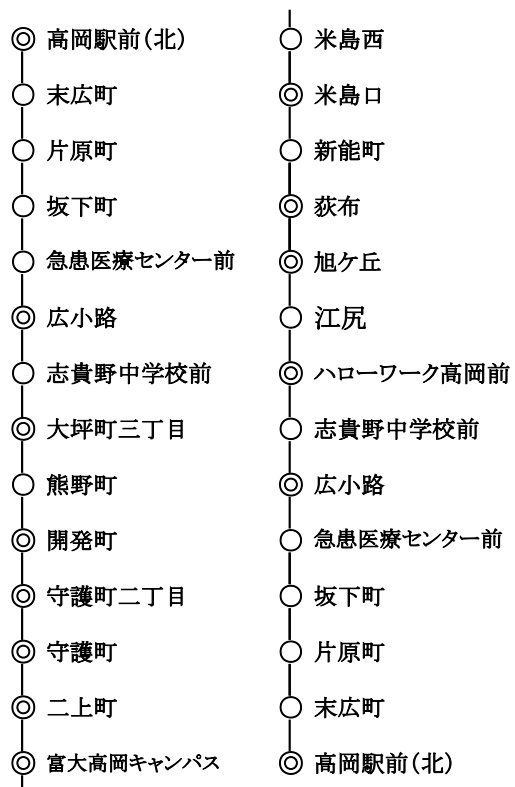 高岡駅前(北)
末広町
片原町
坂下町
急患医療センター前
広小路
志貴野中学校前
大坪町三丁目
熊野町
開発町
守護町二丁目
守護町
二上町
富大高岡キャンパス
米島西
米島口
新能町
荻布
旭ケ丘
江尻
ハローワーク高岡前
志貴野中学校前
広小路
急患医療センター前
坂下町
片原町
末広町
高岡駅前(北)